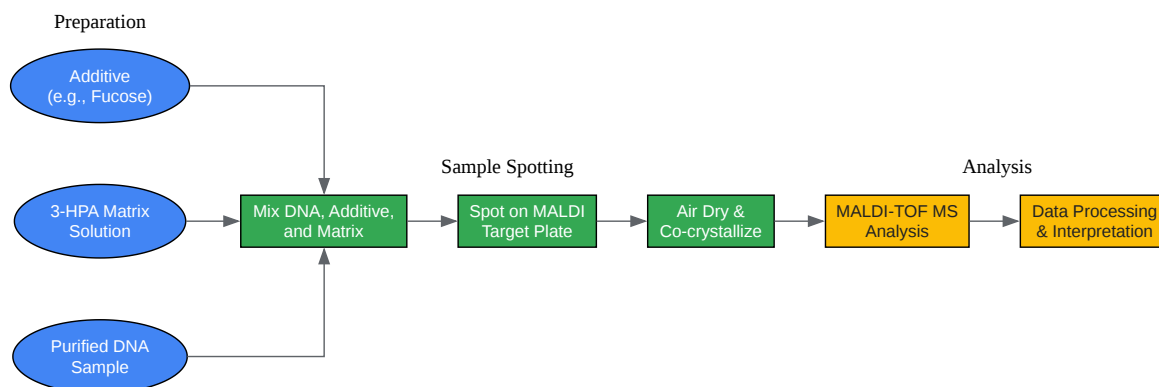 Preparation
Additive
(e.g., Fucose)
Sample Spotting
Analysis
3-HPA Matrix
Solution
Mix DNA, Additive,
and Matrix
Spot on MALDI
Target Plate
Air Dry &
Co-crystallize
MALDI-TOF MS
Analysis
Data Processing
& Interpretation
Purified DNA
Sample